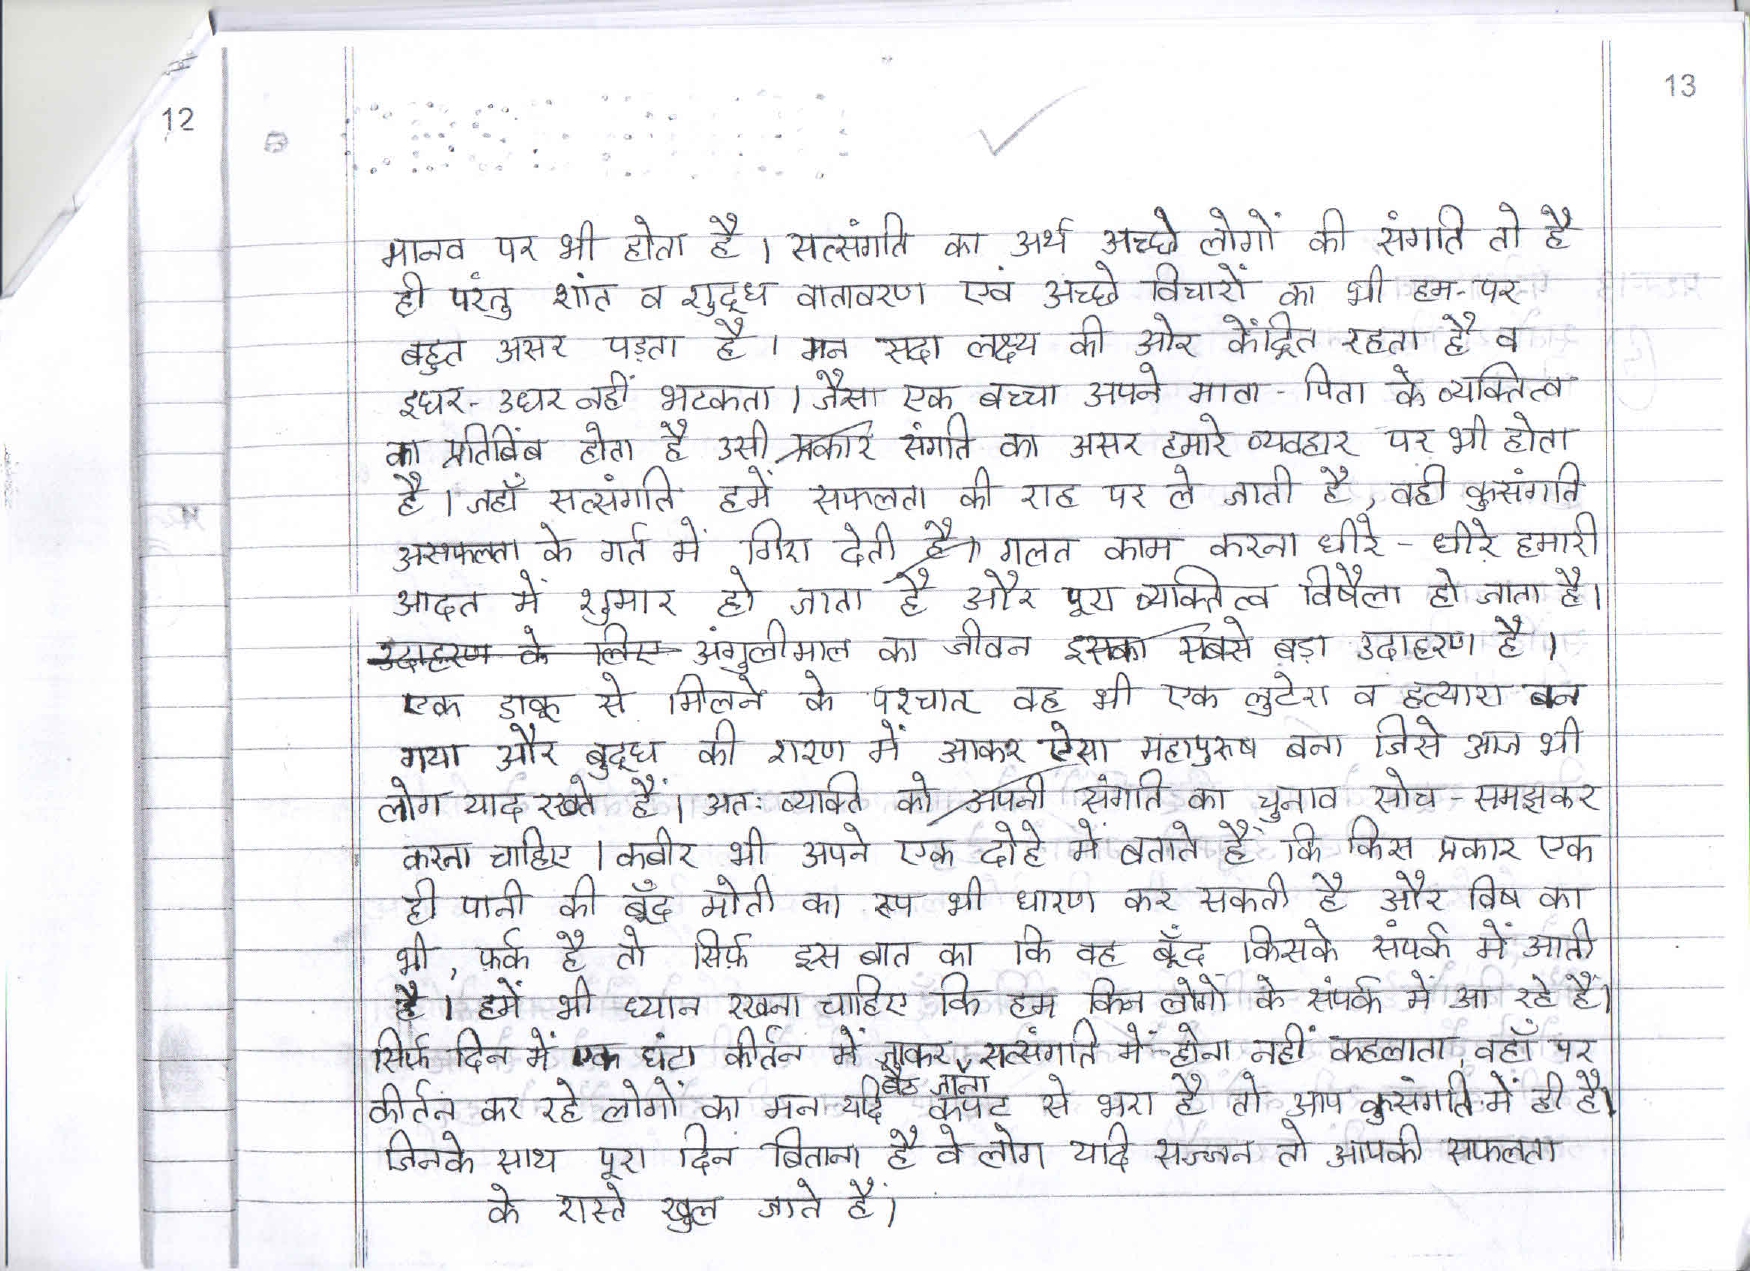 12
13
मानव पर भी होता है। सत्संगति का अर्थ अच्छे लोगों की संगति तो है
ही परंतु शांत व शुद्ध वातावरण एवं अच्छे विचारों का भी हम पर
बहुत असर पड़ता है। मन सदा लक्ष्य की ओर केंद्रित रहता है व
इधर-उधर नहीं भटकता। जैसा एक बच्चा अपने माता-पिता के व्यक्तित्व
का प्रतिबिंब होता है उसी प्रकार संगति का असर हमारे व्यवहार पर भी होता
है। जहाँ सत्संगति हमें सफलता की राह पर ले जाती है, वही कुसंगति
असफलता के गर्त में गिरा देती है। गलत काम करना धीरे-धीरे हमारी
आदत में शुमार हो जाता है और पूरा व्यक्तित्व विषैला हो जाता है।
उदाहरण के लिए अंगुलीमाल का जीवन इसका सबसे बड़ा उदाहरण है।
एक डाकू से मिलने के पश्चात वह भी एक लुटेरा व हत्यारा बन
गया और बुद्ध की शरण में आकर ऐसा महापुरुष बना जिसे आज भी
लोग याद रखते हैं। अतः व्यक्ति को अपनी संगति का चुनाव सोच समझकर
करना चाहिए। कबीर भी अपने एक दोहे में बताते हैं कि किस प्रकार एक
ही पानी की बूँद मोती का रूप भी धारण कर सकती है और विष का
भी, फ़र्क है तो सिर्फ़ इस बात का कि वह बूँद किसके संपर्क में आती
है। हमें भी ध्यान रखना चाहिए कि हम किन लोगों के संपर्क में आ रहे हैं।
सिर्फ दिन में एक घंटा कीर्तन में जाकर सत्संगति में होना नहीं कहलाता, वहाँ पर
बैठ जाना
कीर्तन कर रहे लोगों का मन यदि कपट से भरा है तो आप कुसंगति में ही है।
जिनके साथ पूरा दिन बिताना है वे लोग यदि सज्जन तो आपकी सफलता
के रास्ते खुल जाते हैं।